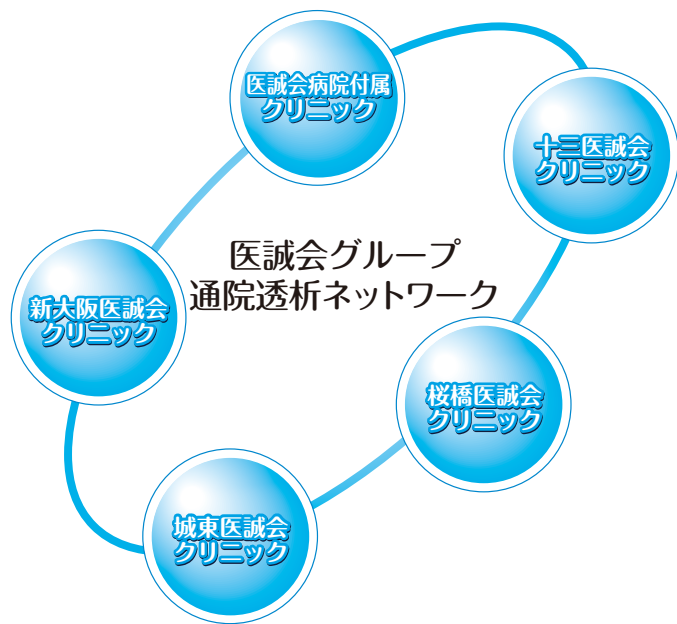 医誠会病院付属
クリニック
十三医誠会
クリニック
医誠会グループ
通院透析ネットワーク
新大阪医誠会
クリニック
桜橋医誠会
クリニック
城東医誠会
クリニック